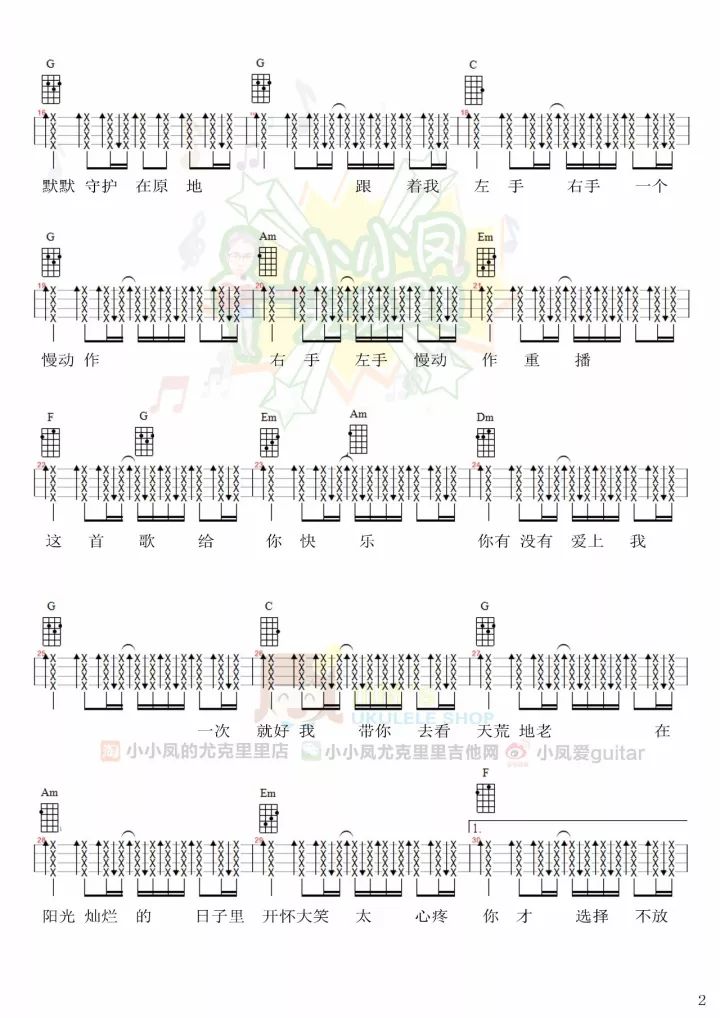 G G C
16 18
默默 守护 在原 地 跟 着我 左 手 右手 一个
G Am Em
19 20 21
慢动 作 右 手 左手 慢动 作 重 播
F G Em Am Dm
22 23 24
这 首 歌 给 你 快 乐 你有 没有 爱上 我
G C G
25 26 27
一次 就好 我 带你 去看 天荒 地老 在
UKULELE SHOP
淘 小小凤的尤克里里店 小小凤尤克里里吉他网 小凤爱guitar
小小凤
Am Em F
1.
28 29 30
阳光 灿烂 的 日子里 开怀大笑 太 心疼 你 才 选择 不放
2